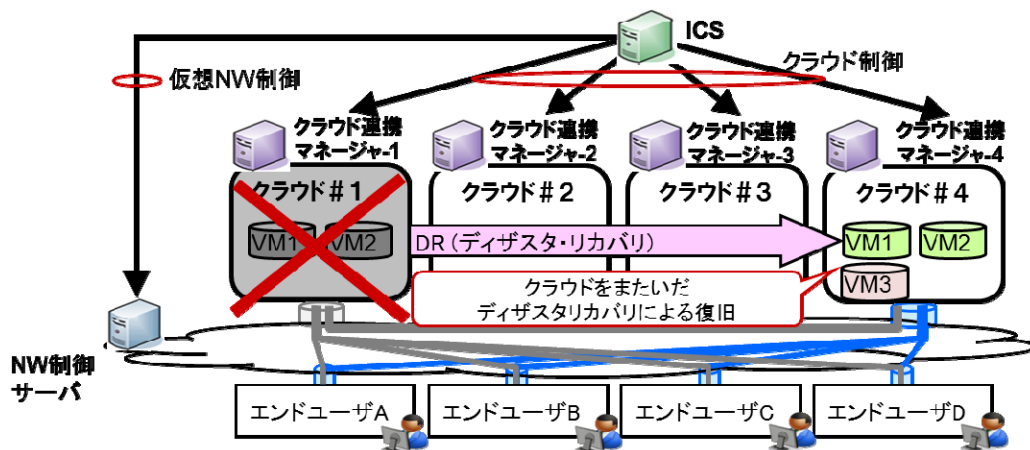 ICS
クラウド制御
仮想NW制御
クラウド連携
マネージャ-1
クラウド連携
マネージャ-2
クラウド連携
マネージャ-3
クラウド連携
マネージャ-4
クラウド#1
クラウド#2
クラウド#3
クラウド#4
VM1
VM2
DR(ディザスタ・リカバリ)
VM1
VM2
VM3
クラウドをまたいだ
ディザスタリカバリによる復旧
NW制御
サーバ
エンドユーザA
エンドユーザB
エンドユーザC
エンドユーザD